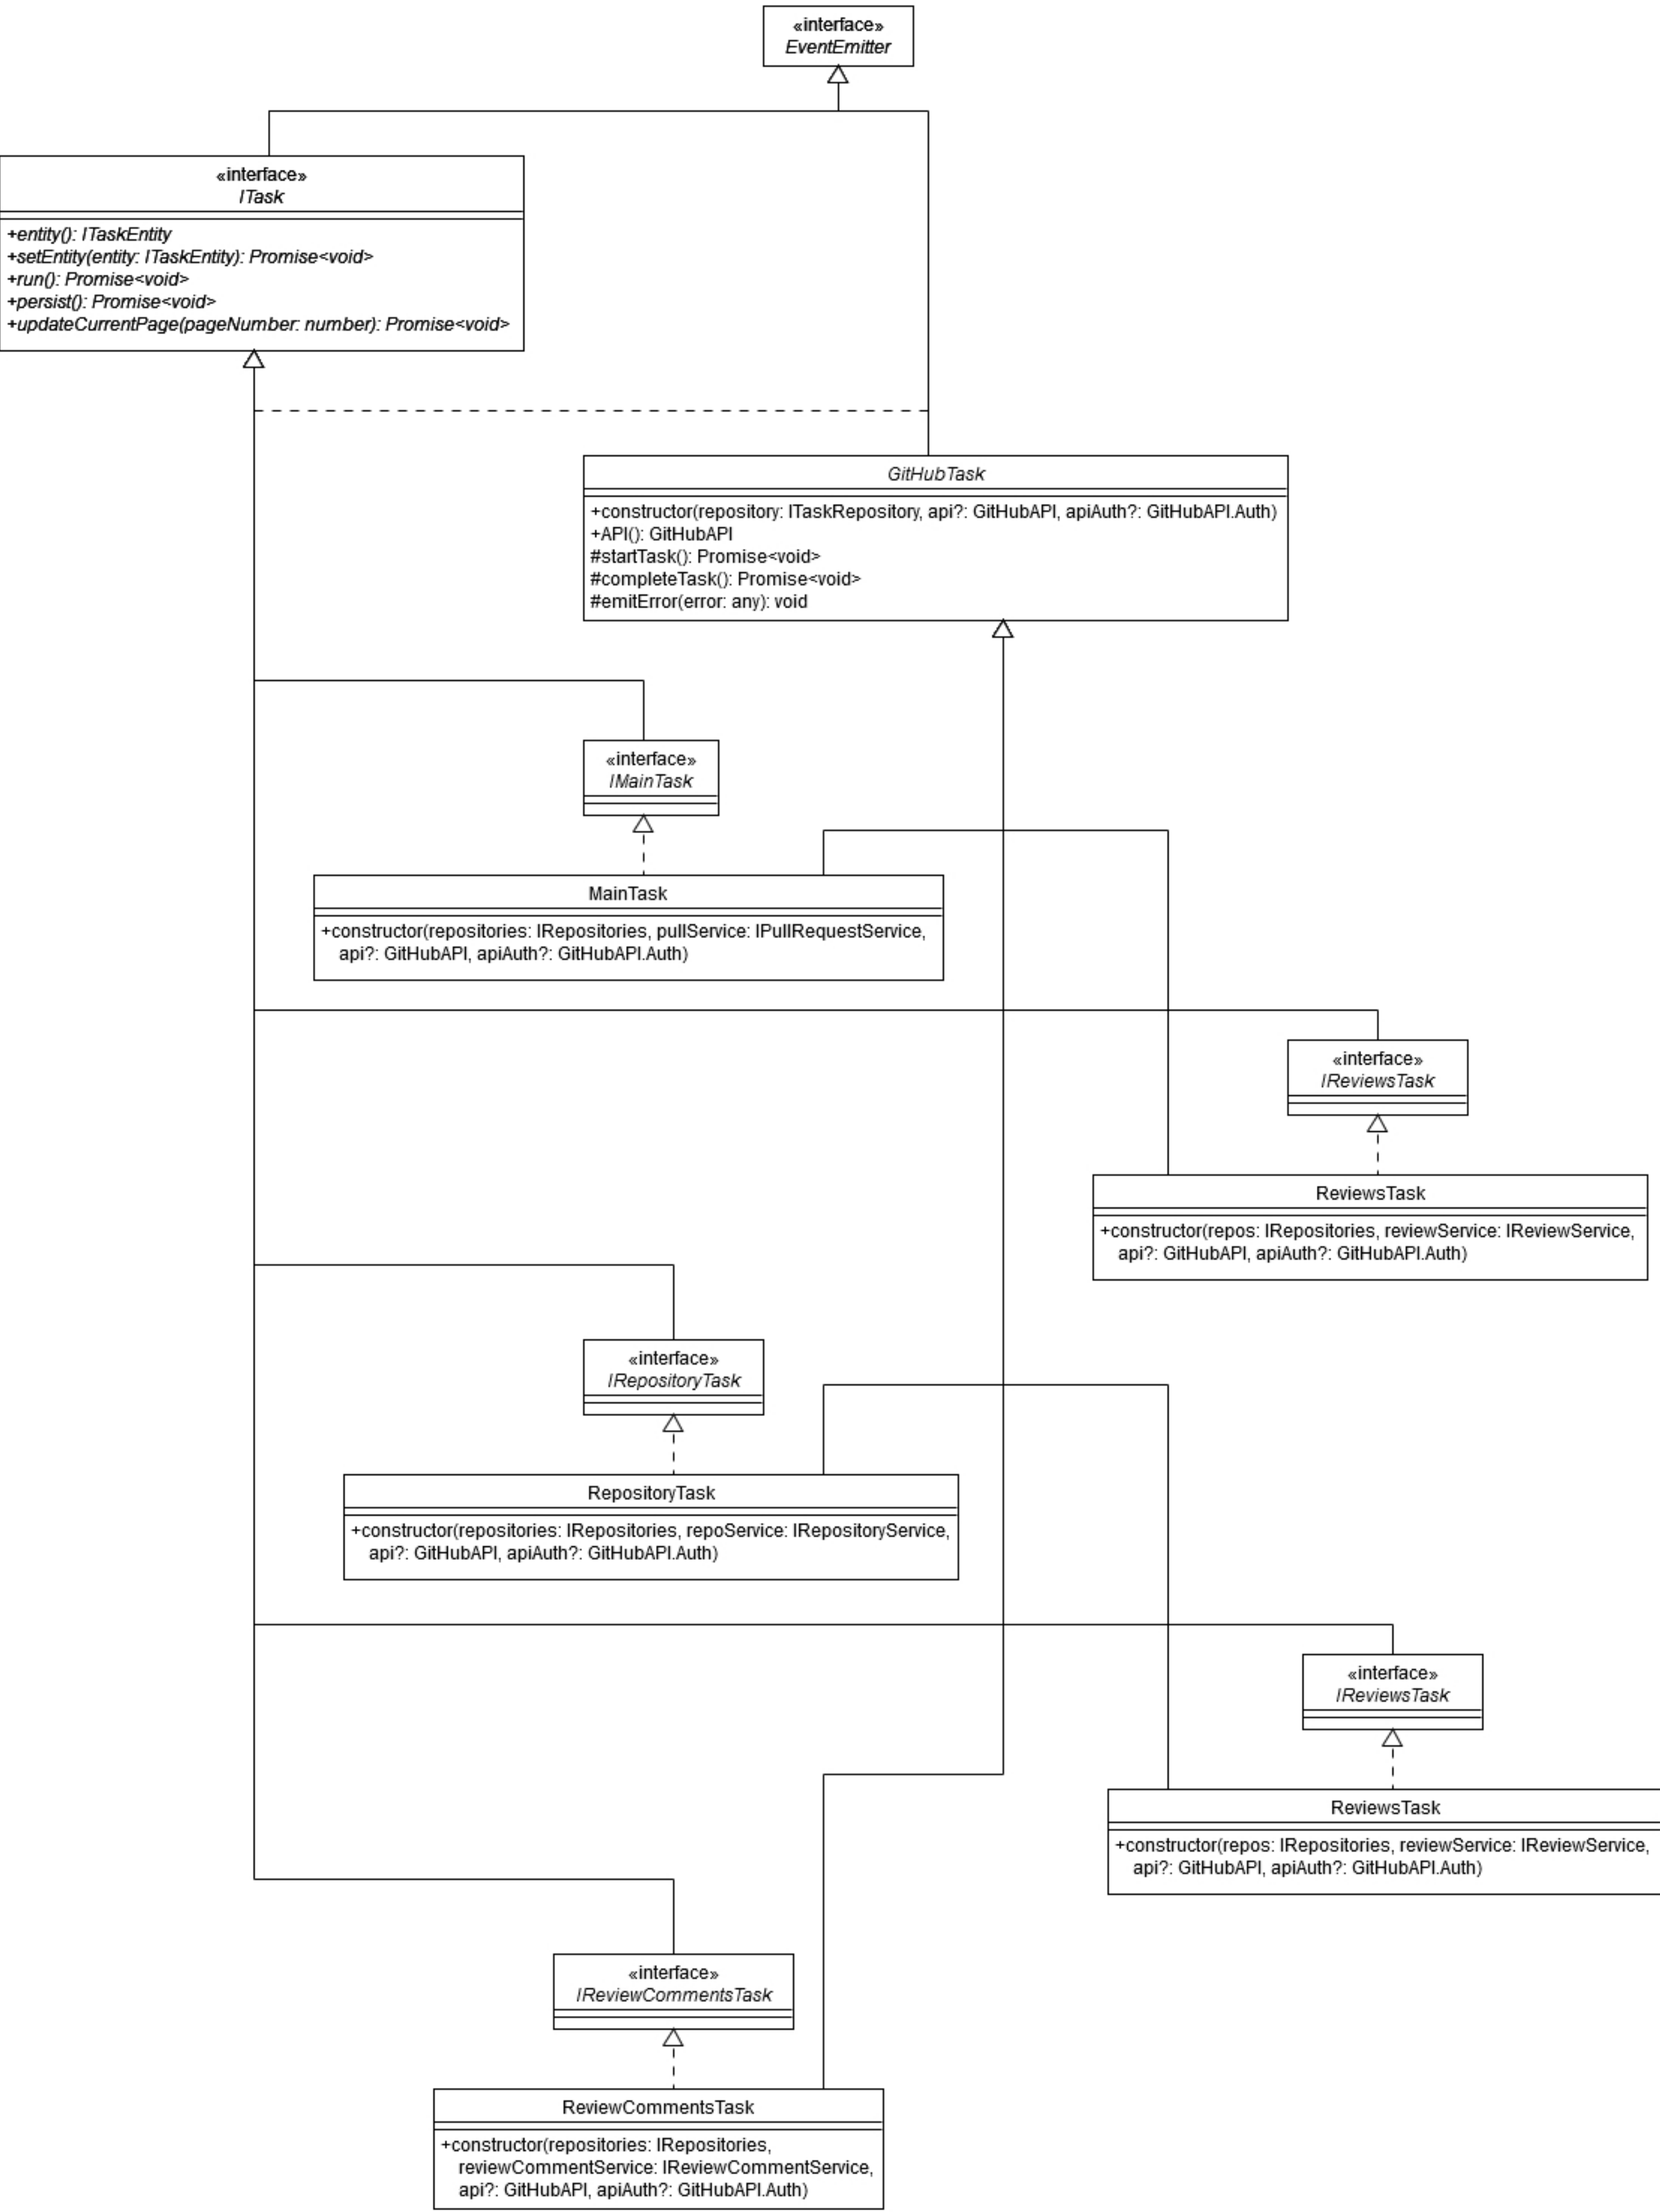 «interface»
EventEmitter
«interface»
ITask
+entity(): ITaskEntity
+setEntity(entity: ITaskEntity): Promise<void>
+run(): Promise<void>
+persist(): Promise<void>
+updateCurrentPage(pageNumber: number): Promise<void>
GitHubTask
+constructor(repository: ITaskRepository, api?: GitHubAPI, apiAuth?: GitHubAPI.Auth)
+API(): GitHubAPI
#startTask(): Promise<void>
#completeTask(): Promise<void>
#emitError(error: any): void
«interface»
IMainTask
MainTask
+constructor(repositories: IRepositories, pullService: IPullRequestService,
api?: GitHubAPI, apiAuth?: GitHubAPI.Auth)
«interface»
IReviewsTask
ReviewsTask
+constructor(repos: IRepositories, reviewService: IReviewService,
api?: GitHubAPI, apiAuth?: GitHubAPI.Auth)
«interface»
IRepositoryTask
RepositoryTask
+constructor(repositories: IRepositories, repoService: IRepositoryService,
api?: GitHubAPI, apiAuth?: GitHubAPI.Auth)
«interface»
IReviewsTask
ReviewsTask
+constructor(repos: IRepositories, reviewService: IReviewService,
api?: GitHubAPI, apiAuth?: GitHubAPI.Auth)
«interface»
IReviewCommentsTask
ReviewCommentsTask
+constructor(repositories: IRepositories,
reviewCommentService: IReviewCommentService,
api?: GitHubAPI, apiAuth?: GitHubAPI.Auth)